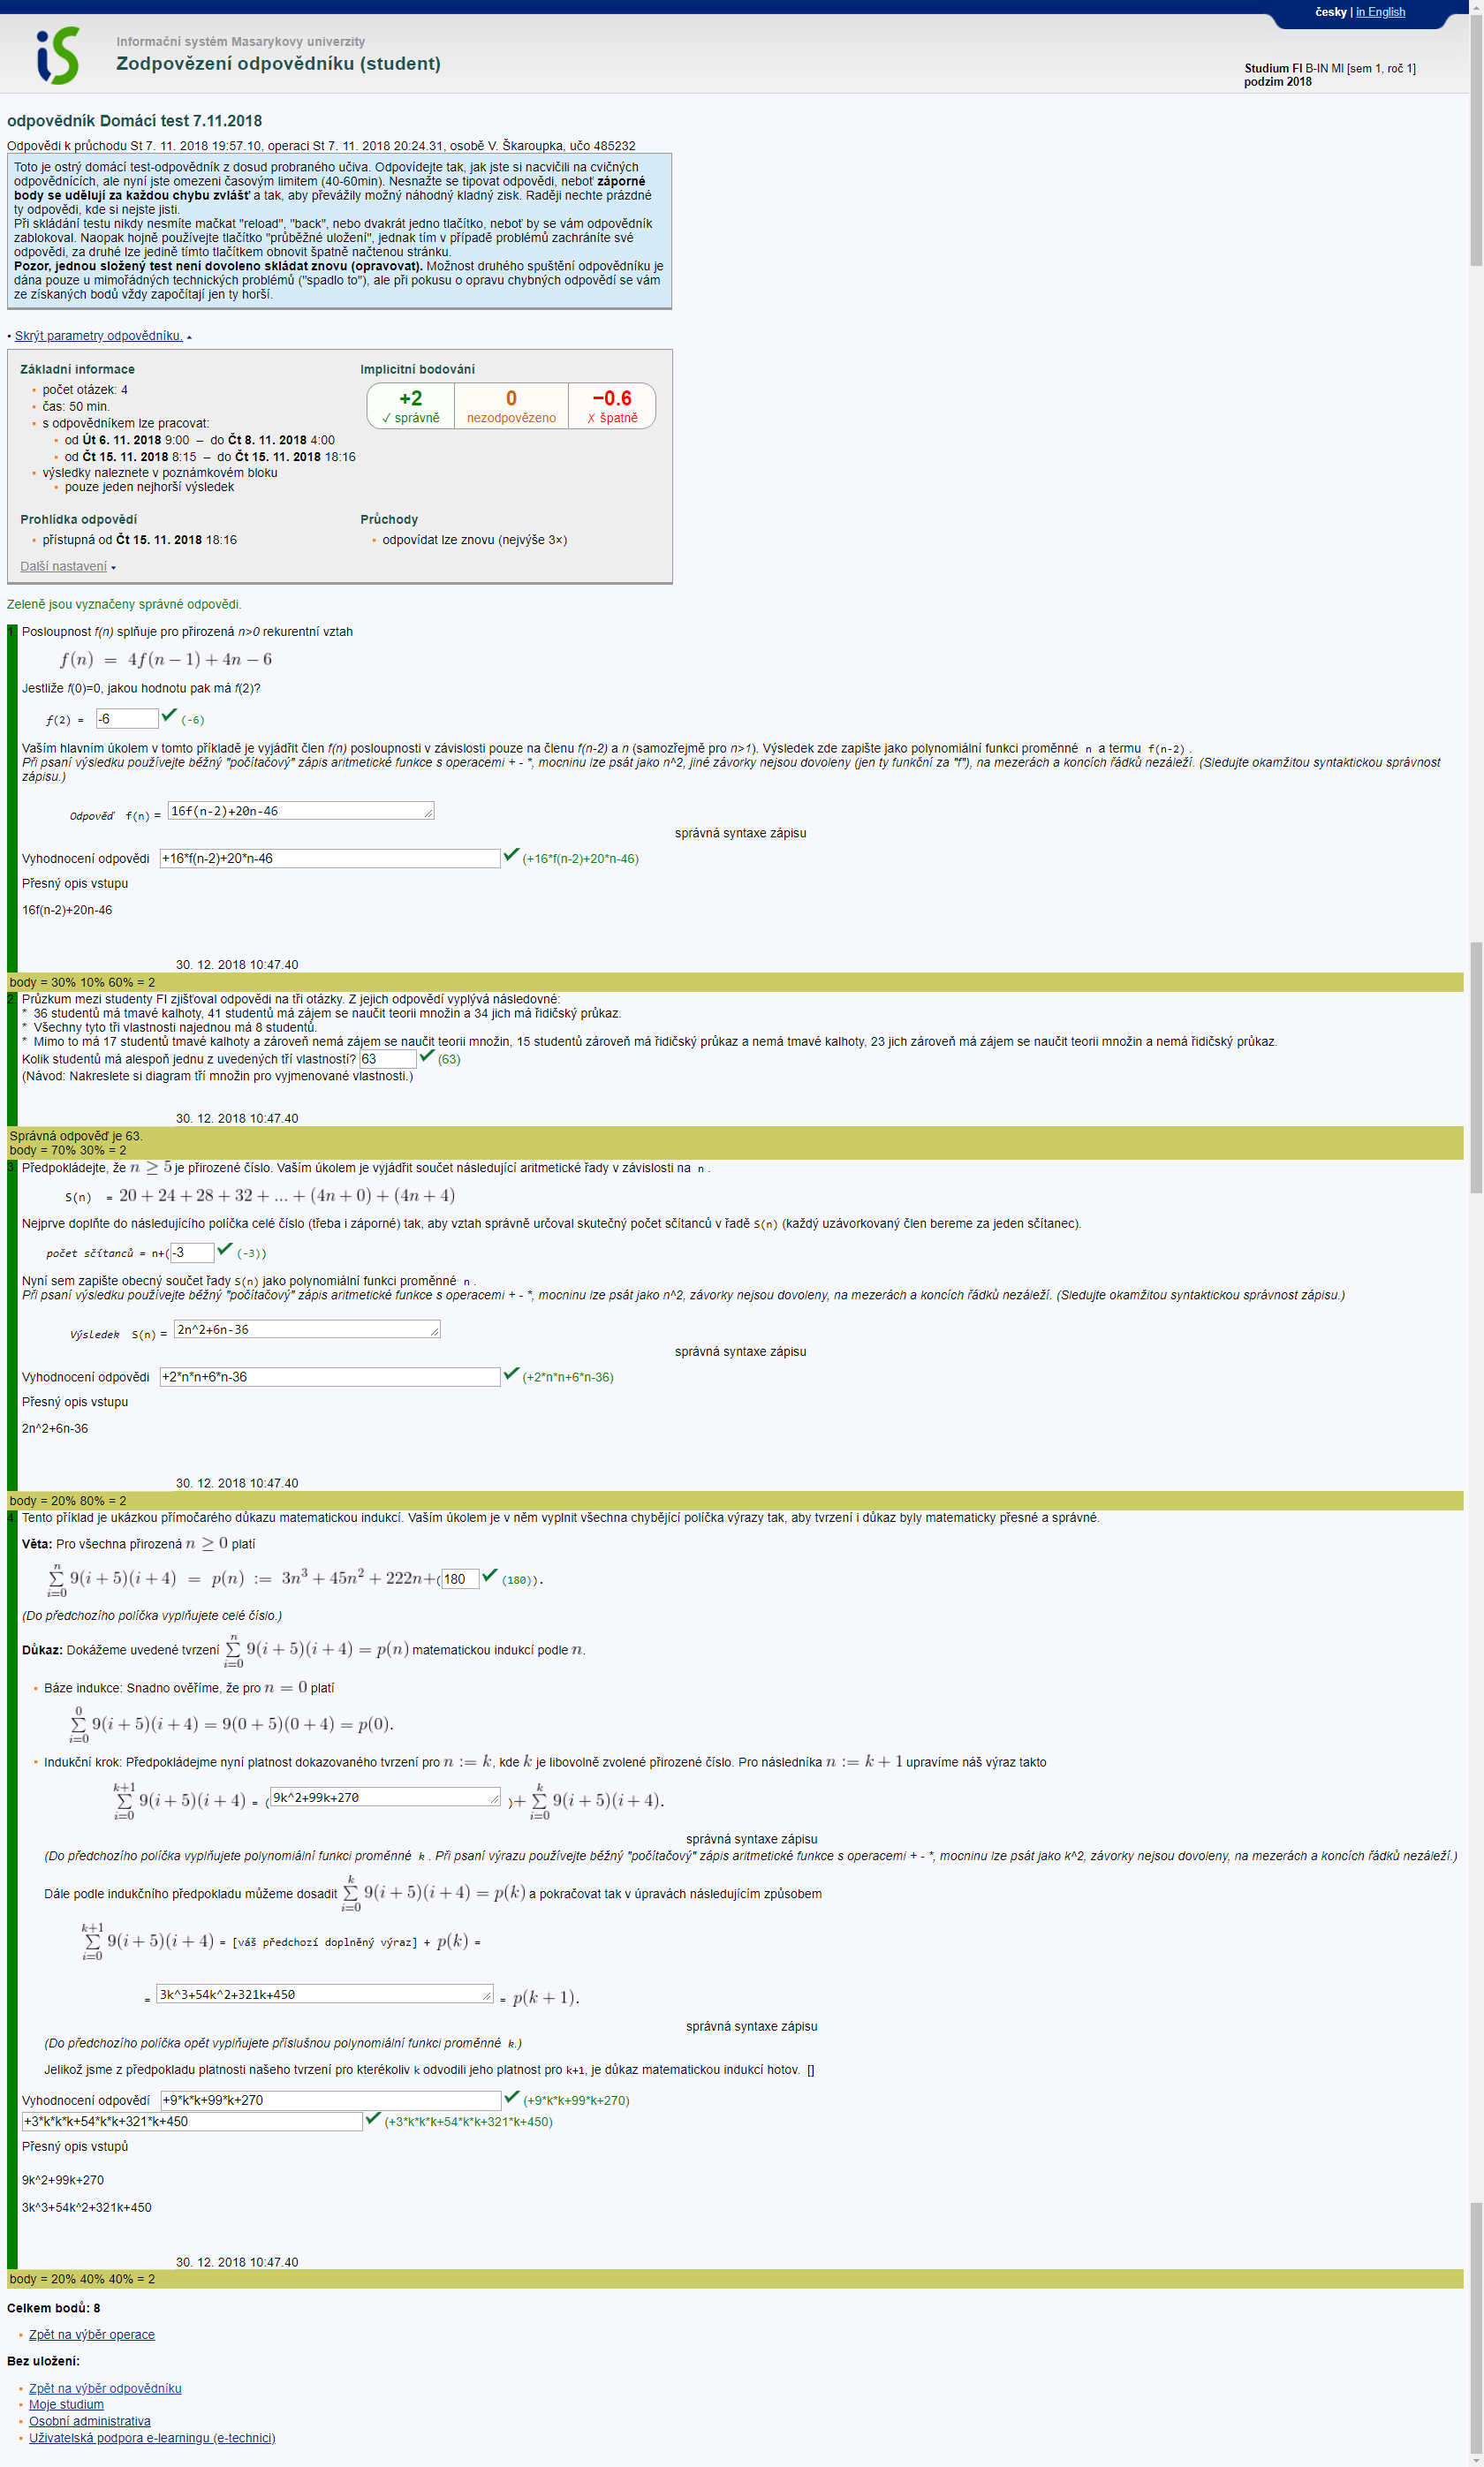 česky | in English
iS
Informační systém Masarykovy univerzity
Zodpovězení odpovědníku (student)
Studium FI B-IN MI [sem 1, roč 1]
podzim 2018
odpovědník Domácí test 7.11.2018
Odpovědi k průchodu St 7. 11. 2018 19:57.10, operaci St 7. 11. 2018 20:24.31, osobě V. Škaroupka, učo 485232
Toto je ostrý domácí test-odpovědník z dosud probraného učiva. Odpovídejte tak, jak jste si nacvičili na cvičných
odpovědnících, ale nyní jste omezeni časovým limitem (40-60min). Nesnažte se tipovat odpovědi, neboť záporné
body se udělují za každou chybu zvlášť a tak, aby převážily možný náhodný kladný zisk. Raději nechte prázdné
ty odpovědi, kde si nejste jisti.
Při skládání testu nikdy nesmíte mačkat "reload", "back", nebo dvakrát jedno tlačítko, neboť by se vám odpovědník
zablokoval. Naopak hojně používejte tlačítko "průběžné uložení", jednak tím v případě problémů zachráníte své
odpovědi, za druhé lze jedině tímto tlačítkem obnovit špatně načtenou stránku.
Pozor, jednou složený test není dovoleno skládat znovu (opravovat). Možnost druhého spuštění odpovědníku je
dána pouze u mimořádných technických problémů ("spadlo to"), ale při pokusu o opravu chybných odpovědí se vám
ze získaných bodů vždy započítají jen ty horší.
• Skrýt parametry odpovědníku.
Základní informace
Implicitní bodování
• počet otázek: 4
• čas: 50 min.
• s odpovědníkem lze pracovat:
+2 0 −0.6
✓ správně nezodpovězeno ✗ špatně
• od Út 6. 11. 2018 9:00 – do Čt 8. 11. 2018 4:00
• od Čt 15. 11. 2018 8:15 – do Čt 15. 11. 2018 18:16
• výsledky naleznete v poznámkovém bloku
• pouze jeden nejhorší výsledek
Prohlídka odpovědí
Průchody
• přístupná od Čt 15. 11. 2018 18:16
• odpovídat lze znovu (nejvýše 3×)
Další nastavení
Zeleně jsou vyznačeny správné odpovědi.
1. Posloupnost f(n) splňuje pro přirozená n>0 rekurentní vztah
f(n) = 4f(n − 1) + 4n − 6
Jestliže f(0)=0, jakou hodnotu pak má f(2)?
f(2) = -6 ✓ (-6)
Vaším hlavním úkolem v tomto příkladě je vyjádřit člen f(n) posloupnosti v závislosti pouze na členu f(n-2) a n (samozřejmě pro n>1). Výsledek zde zapište jako polynomiální funkci proměnné n a termu f(n-2) .
Při psaní výsledku používejte běžný "počítačový" zápis aritmetické funkce s operacemi + - *, mocninu lze psát jako n^2, jiné závorky nejsou dovoleny (jen ty funkční za "f"), na mezerách a koncích řádků nezáleží. (Sledujte okamžitou syntaktickou správnost
zápisu.)
Odpověď f(n) = 16f(n-2)+20n-46
správná syntaxe zápisu
Vyhodnocení odpovědi +16*f(n-2)+20*n-46 ✓ (+16*f(n-2)+20*n-46)
Přesný opis vstupu
16f(n-2)+20n-46
30. 12. 2018 10:47.40
body = 30% 10% 60% = 2
2. Průzkum mezi studenty FI zjišťoval odpovědi na tři otázky. Z jejich odpovědí vyplývá následovné:
* 36 studentů má tmavé kalhoty, 41 studentů má zájem se naučit teorii množin a 34 jich má řidičský průkaz.
* Všechny tyto tři vlastnosti najednou má 8 studentů.
* Mimo to má 17 studentů tmavé kalhoty a zároveň nemá zájem se naučit teorii množin, 15 studentů zároveň má řidičský průkaz a nemá tmavé kalhoty, 23 jich zároveň má zájem se naučit teorii množin a nemá řidičský průkaz.
Kolik studentů má alespoň jednu z uvedených tří vlastností? 63 ✓ (63)
(Návod: Nakreslete si diagram tří množin pro vyjmenované vlastnosti.)
30. 12. 2018 10:47.40
Správná odpověď je 63.
body = 70% 30% = 2
3. Předpokládejte, že n ≥ 5 je přirozené číslo. Vaším úkolem je vyjádřit součet následující aritmetické řady v závislosti na n .
S(n) = 20 + 24 + 28 + 32 + ... + (4n + 0) + (4n + 4)
Nejprve doplňte do následujícího políčka celé číslo (třeba i záporné) tak, aby vztah správně určoval skutečný počet sčítanců v řadě S(n) (každý uzávorkovaný člen bereme za jeden sčítanec).
počet sčítanců = n+(-3 ✓ (-3))
Nyní sem zapište obecný součet řady S(n) jako polynomiální funkci proměnné n .
Při psaní výsledku používejte běžný "počítačový" zápis aritmetické funkce s operacemi + - *, mocninu lze psát jako n^2, závorky nejsou dovoleny, na mezerách a koncích řádků nezáleží. (Sledujte okamžitou syntaktickou správnost zápisu.)
Výsledek S(n) = 2n^2+6n-36
správná syntaxe zápisu
Vyhodnocení odpovědi +2*n*n+6*n-36 ✓ (+2*n*n+6*n-36)
Přesný opis vstupu
2n^2+6n-36
30. 12. 2018 10:47.40
body = 20% 80% = 2
4. Tento příklad je ukázkou přímočarého důkazu matematickou indukcí. Vaším úkolem je v něm vyplnit všechna chybějící políčka výrazy tak, aby tvrzení i důkaz byly matematicky přesné a správné.
Věta: Pro všechna přirozená n ≥ 0 platí
∑_{i=0}^{n} 9(i + 5)(i + 4) = p(n) := 3n³ + 45n² + 222n+(180 ✓ (180)).
(Do předchozího políčka vyplňujete celé číslo.)
Důkaz: Dokážeme uvedené tvrzení ∑_{i=0}^{n} 9(i + 5)(i + 4) = p(n) matematickou indukcí podle n.
• Báze indukce: Snadno ověříme, že pro n = 0 platí
∑_{i=0}^{0} 9(i + 5)(i + 4) = 9(0 + 5)(0 + 4) = p(0).
• Indukční krok: Předpokládejme nyní platnost dokazovaného tvrzení pro n := k, kde k je libovolně zvolené přirozené číslo. Pro následníka n := k + 1 upravíme náš výraz takto
∑_{i=0}^{k+1} 9(i + 5)(i + 4) = (9k^2+99k+270 )+ ∑_{i=0}^{k} 9(i + 5)(i + 4).
správná syntaxe zápisu
(Do předchozího políčka vyplňujete polynomiální funkci proměnné k . Při psaní výrazu používejte běžný "počítačový" zápis aritmetické funkce s operacemi + - *, mocninu lze psát jako k^2, závorky nejsou dovoleny, na mezerách a koncích řádků nezáleží.)
Dále podle indukčního předpokladu můžeme dosadit ∑_{i=0}^{k} 9(i + 5)(i + 4) = p(k) a pokračovat tak v úpravách následujícím způsobem
∑_{i=0}^{k+1} 9(i + 5)(i + 4) = [váš předchozí doplněný výraz] + p(k) =
= 3k^3+54k^2+321k+450 = p(k + 1).
správná syntaxe zápisu
(Do předchozího políčka opět vyplňujete příslušnou polynomiální funkci proměnné k.)
Jelikož jsme z předpokladu platnosti našeho tvrzení pro kterékoliv k odvodili jeho platnost pro k+1, je důkaz matematickou indukcí hotov. []
Vyhodnocení odpovědi +9*k*k+99*k+270 ✓ (+9*k*k+99*k+270)
+3*k*k*k+54*k*k+321*k+450 ✓ (+3*k*k*k+54*k*k+321*k+450)
Přesný opis vstupů
9k^2+99k+270
3k^3+54k^2+321k+450
30. 12. 2018 10:47.40
body = 20% 40% 40% = 2
Celkem bodů: 8
• Zpět na výběr operace
Bez uložení:
• Zpět na výběr odpovědníku
• Moje studium
• Osobní administrativa
• Uživatelská podpora e-learningu (e-technici)